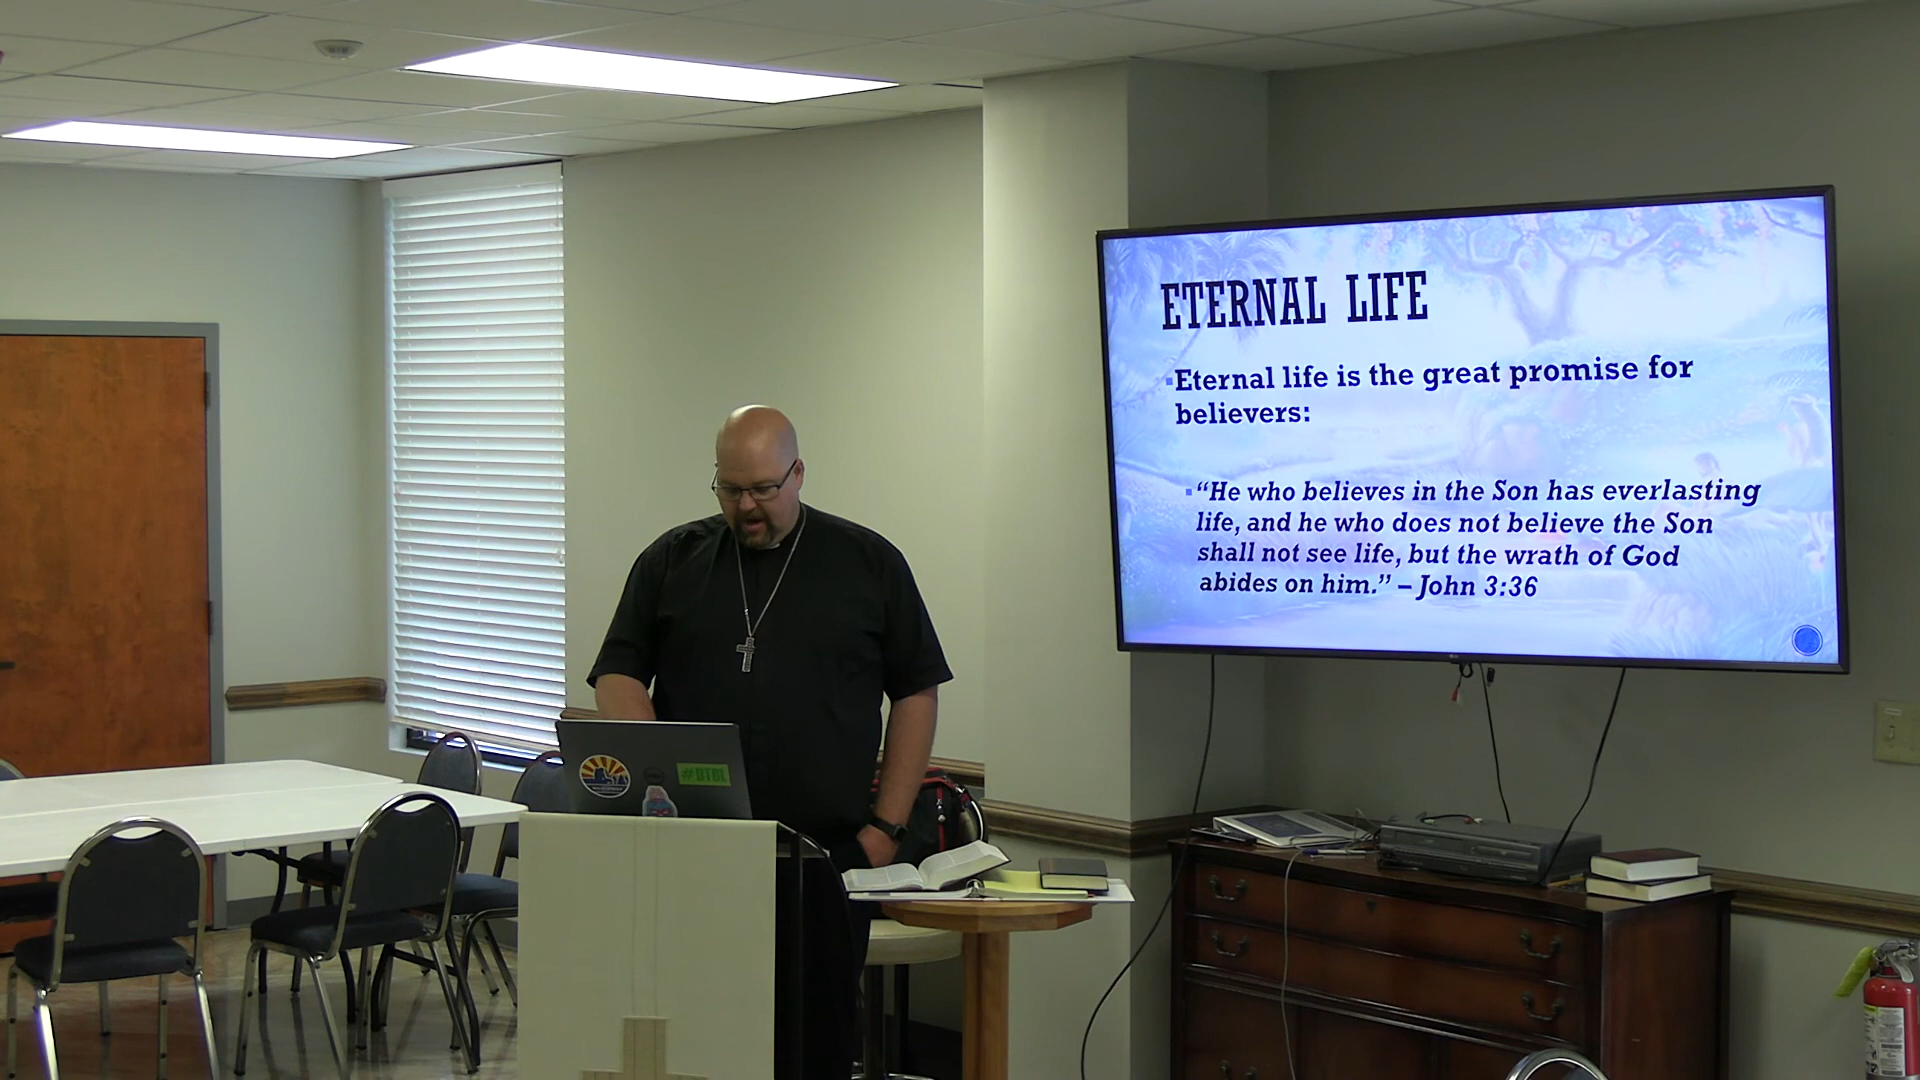 ETERNAL LIFE
Eternal life is the great promise for
believers:
“He who believes in the Son has everlasting
life, and he who does not believe the Son
shall not see life, but the wrath of God
abides on him.” – John 3:36
#DTBL